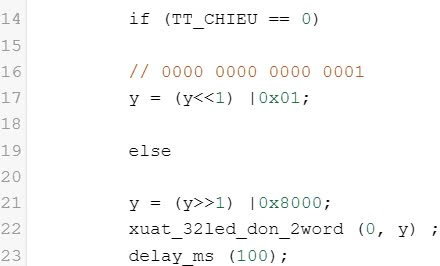 14 if (TT_CHIEU == 0)
15
16 // 0000 0000 0000 0001
17 y = (y<<1) |0x01;
18
19 else
20
21 y = (y>>1) |0x8000;
22 xuat_32led_don_2word (0, y) ;
23 delay_ms (100);